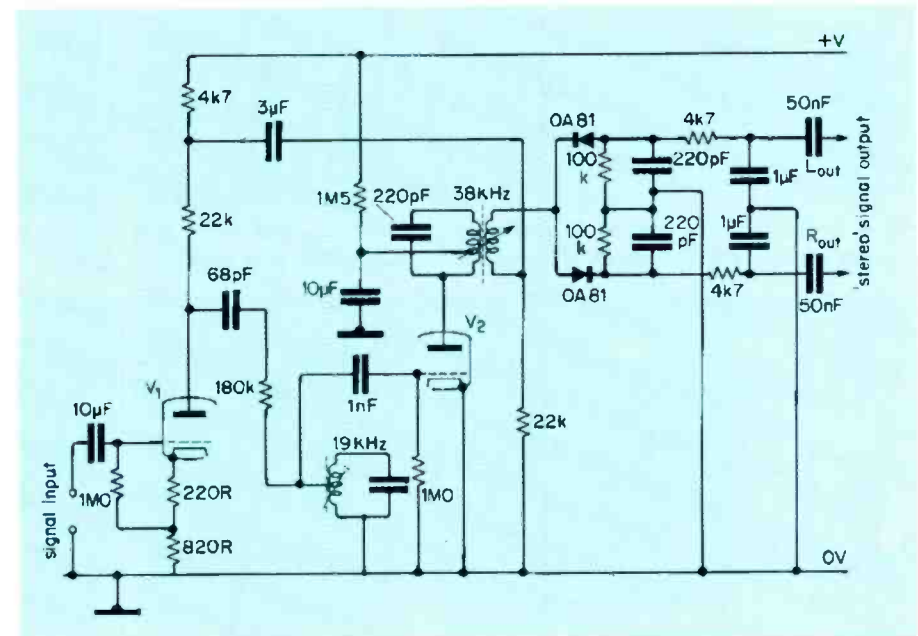 +V
4k7
3µF
50nF
OA81
4k7
100
k
220pF
1µF
Lout
38kHz
220pF
1M5
22k
100
k
220
pF
1µF
Rout
'stereo' signal output
68pF
OA81
4k7
50nF
10µF
V2
180k
1nF
22k
V1
10µF
19kHz
1M0
220R
1M0
signal input
820R
0V